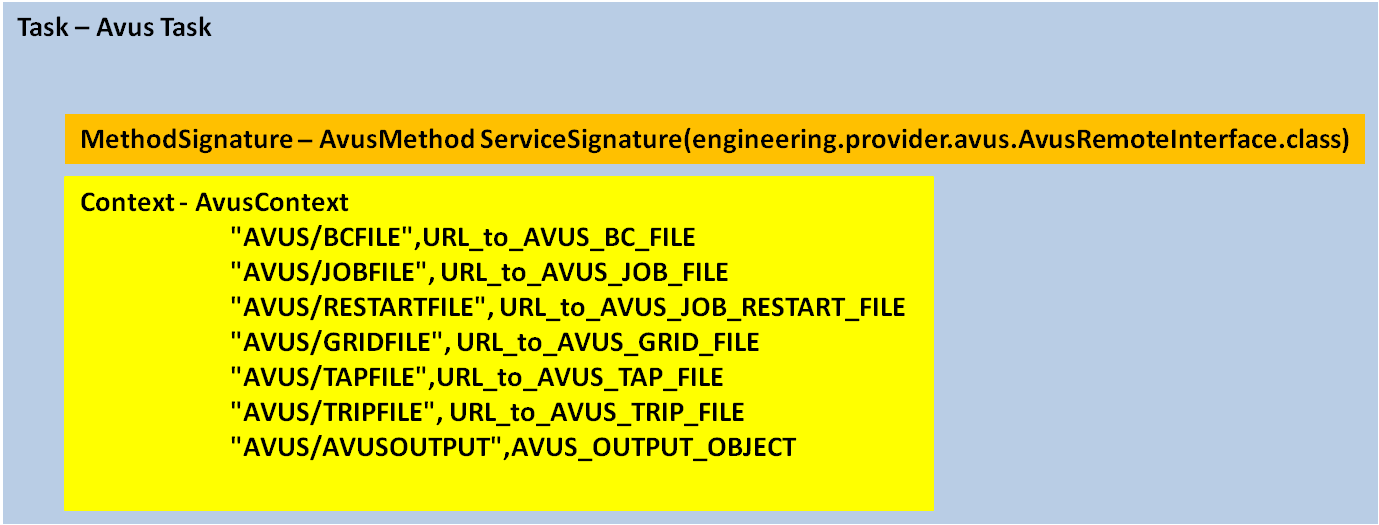 Task – Avus Task
MethodSignature – AvusMethod ServiceSignature(engineering.provider.avus.AvusRemoteInterface.class)
Context - AvusContext
"AVUS/BCFILE",URL_to_AVUS_BC_FILE
"AVUS/JOBFILE", URL_to_AVUS_JOB_FILE
"AVUS/RESTARTFILE", URL_to_AVUS_JOB_RESTART_FILE
"AVUS/GRIDFILE", URL_to_AVUS_GRID_FILE
"AVUS/TAPFILE",URL_to_AVUS_TAP_FILE
"AVUS/TRIPFILE", URL_to_AVUS_TRIP_FILE
"AVUS/AVUSOUTPUT",AVUS_OUTPUT_OBJECT